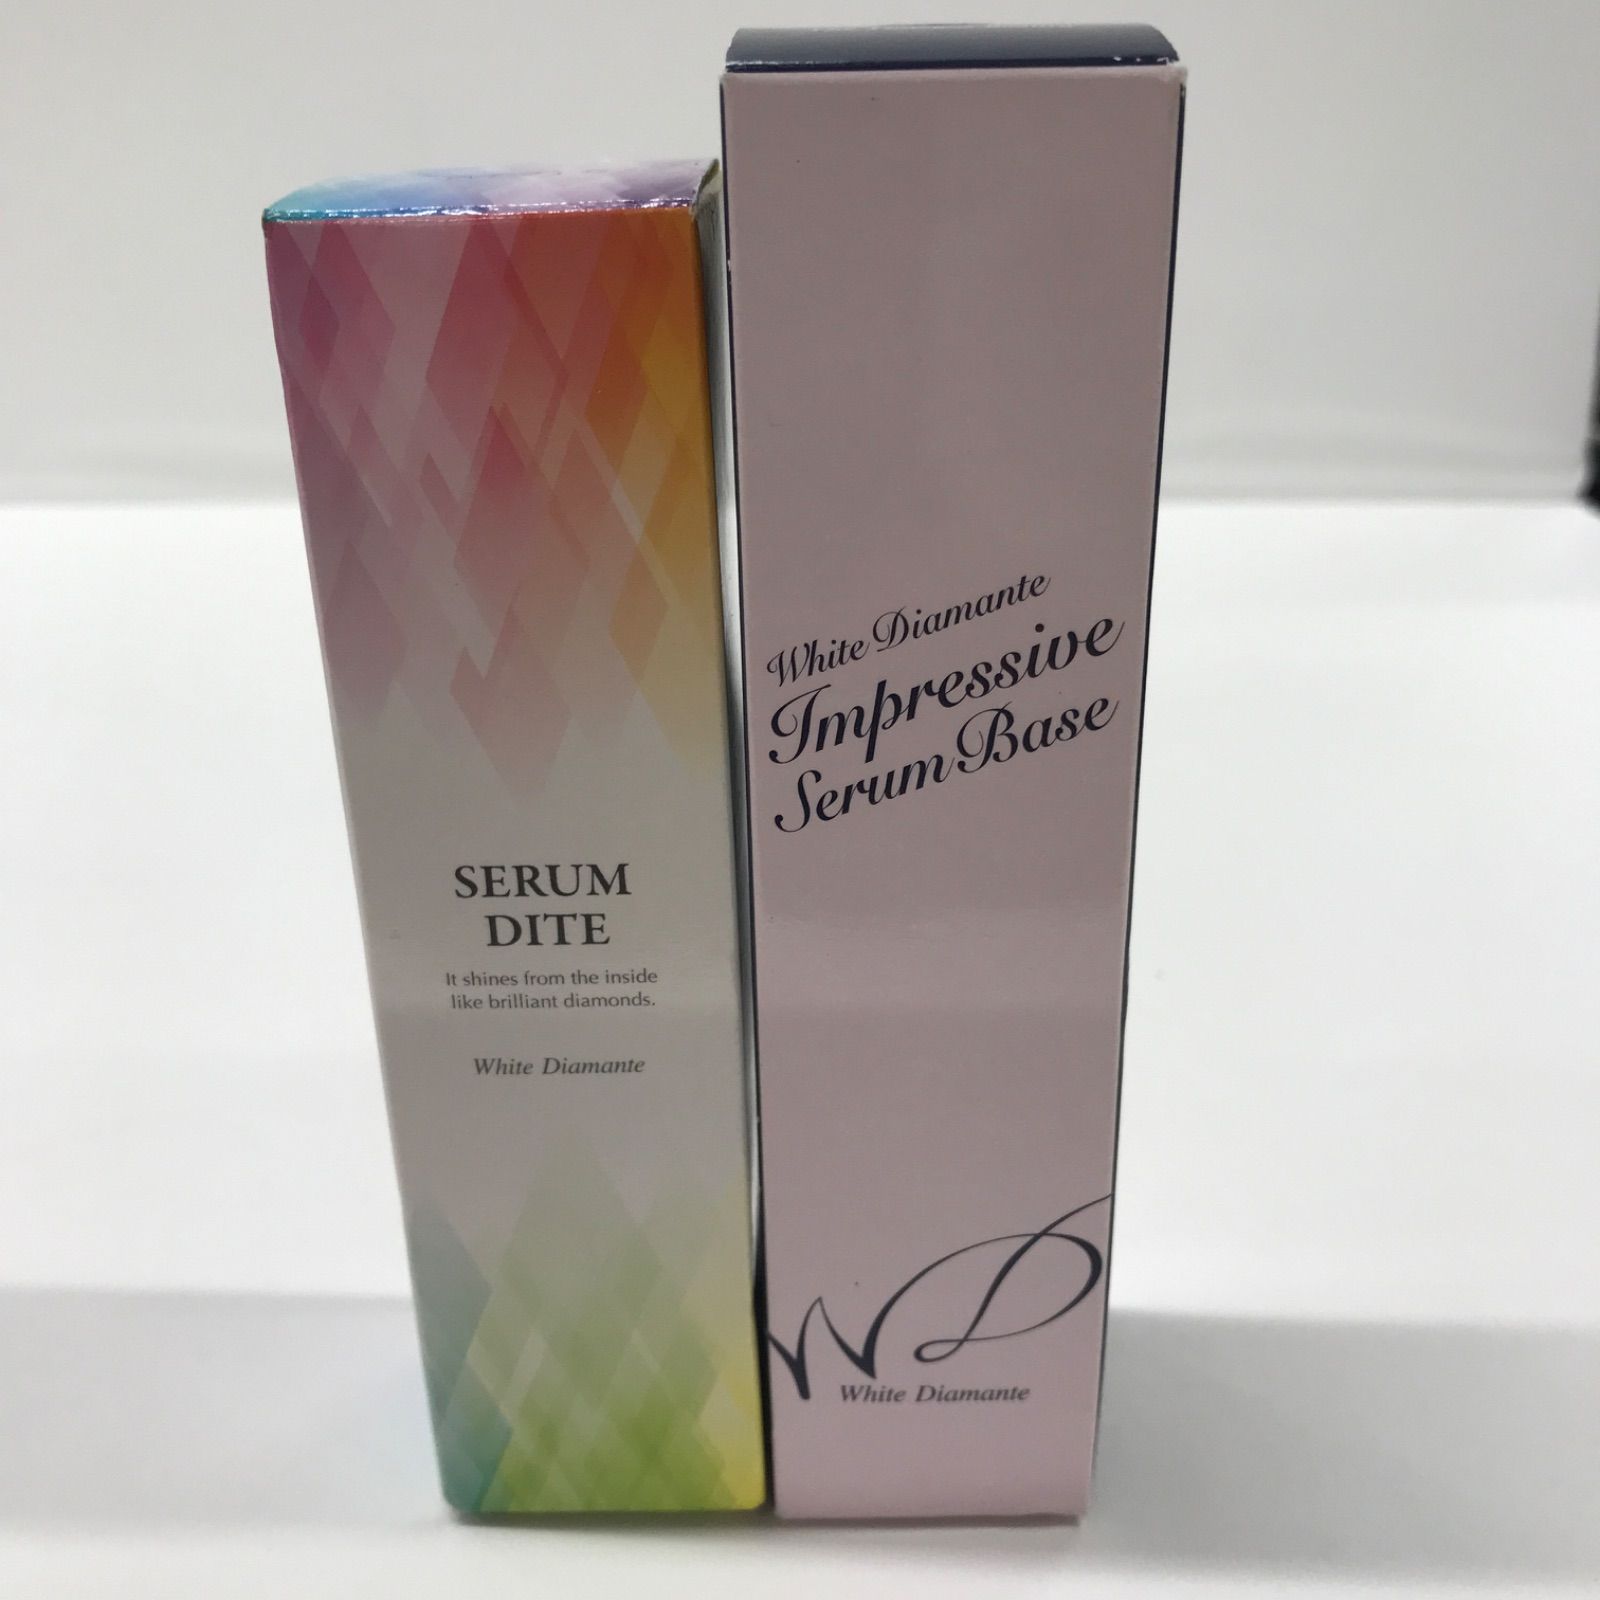 SERUM
DITE
It shines from the inside
like brilliant diamonds.
White Diamante
White Diamante
Impressive
Serum Base
WD
White Diamante